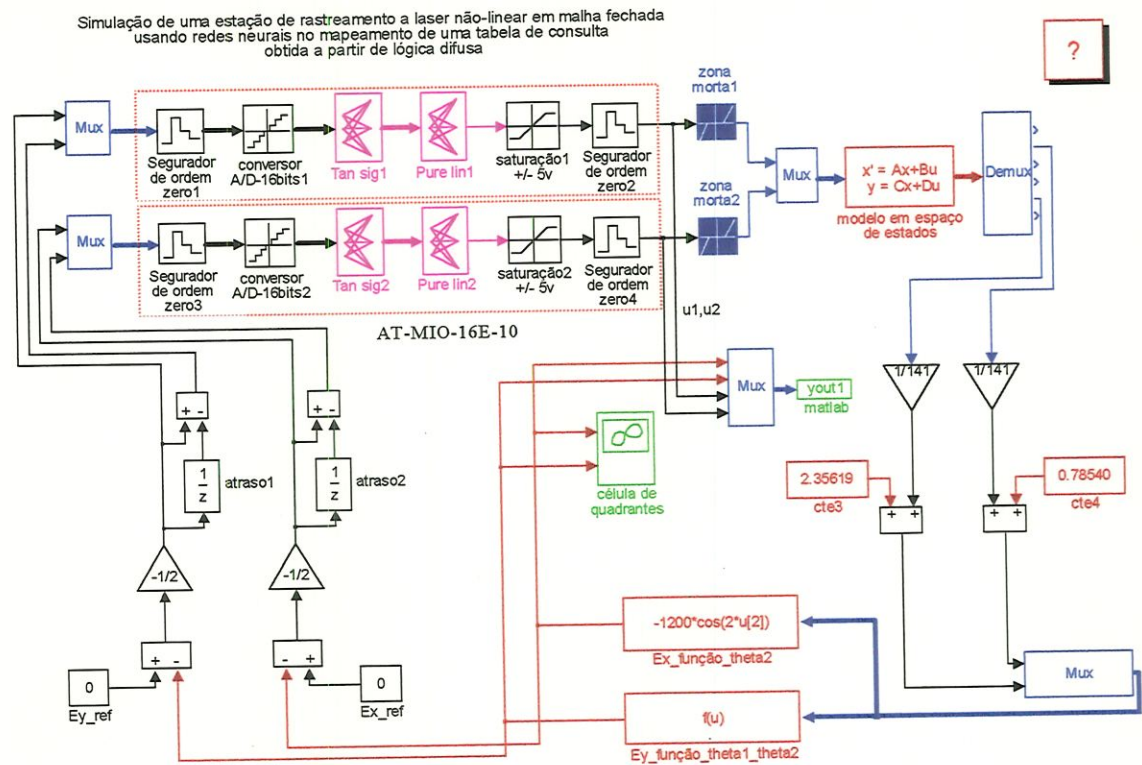 Simulação de uma estação de rastreamento a laser não-linear em malha fechada
usando redes neurais no mapeamento de uma tabela de consulta
obtida a partir de lógica difusa
?
Mux
Segurador
de ordem
zero1
conversor
A/D-16bits1
Tan sig1
Pure lin1
saturação1
+/- 5v
Segurador
de ordem
zero2
zona
morta1
Mux
Segurador
de ordem
zero3
conversor
A/D-16bits2
Tan sig2
Pure lin2
saturação2
+/- 5v
Segurador
de ordem
zero4
zona
morta2
Mux
x' = Ax+Bu
y = Cx+Du
modelo em espaço
de estados
Demux
AT-MIO-16E-10
u1,u2
Mux
yout1
matlab
1/141
1/141
+ -
+ -
1
z
atraso1
1
z
atraso2
célula de
quadrantes
2.35619
cte3
0.78540
cte4
+ +
+ +
-1/2
-1/2
+ -
- +
0
Ey_ref
0
Ex_ref
-1200*cos(2*u[2])
Ex_função_theta2
f(u)
Ey_função_theta1_theta2
Mux